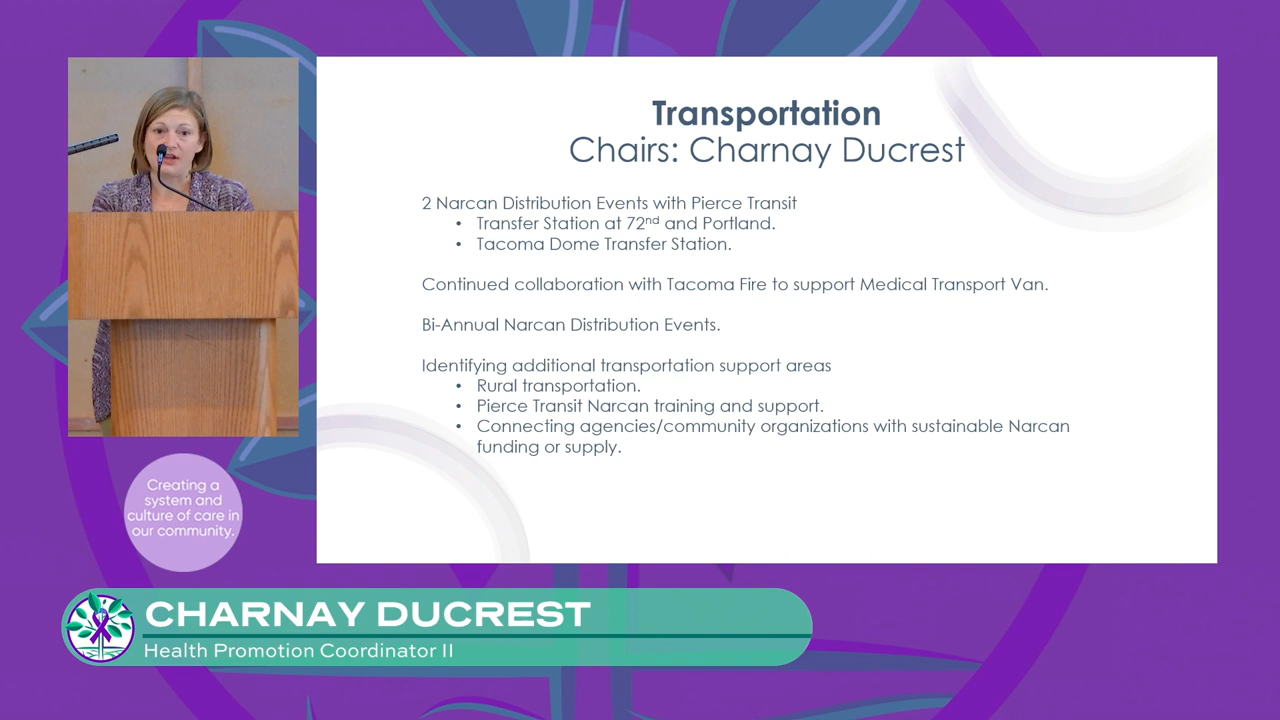 Transportation
Chairs: Charnay Ducrest
2 Narcan Distribution Events with Pierce Transit
• Transfer Station at 72nd and Portland.
• Tacoma Dome Transfer Station.
Continued collaboration with Tacoma Fire to support Medical Transport Van.
Bi-Annual Narcan Distribution Events.
Identifying additional transportation support areas
• Rural transportation.
• Pierce Transit Narcan training and support.
• Connecting agencies/community organizations with sustainable Narcan
funding or supply.
Creating a
system and
culture of care in
our community.
CHARNAY DUCREST
Health Promotion Coordinator II